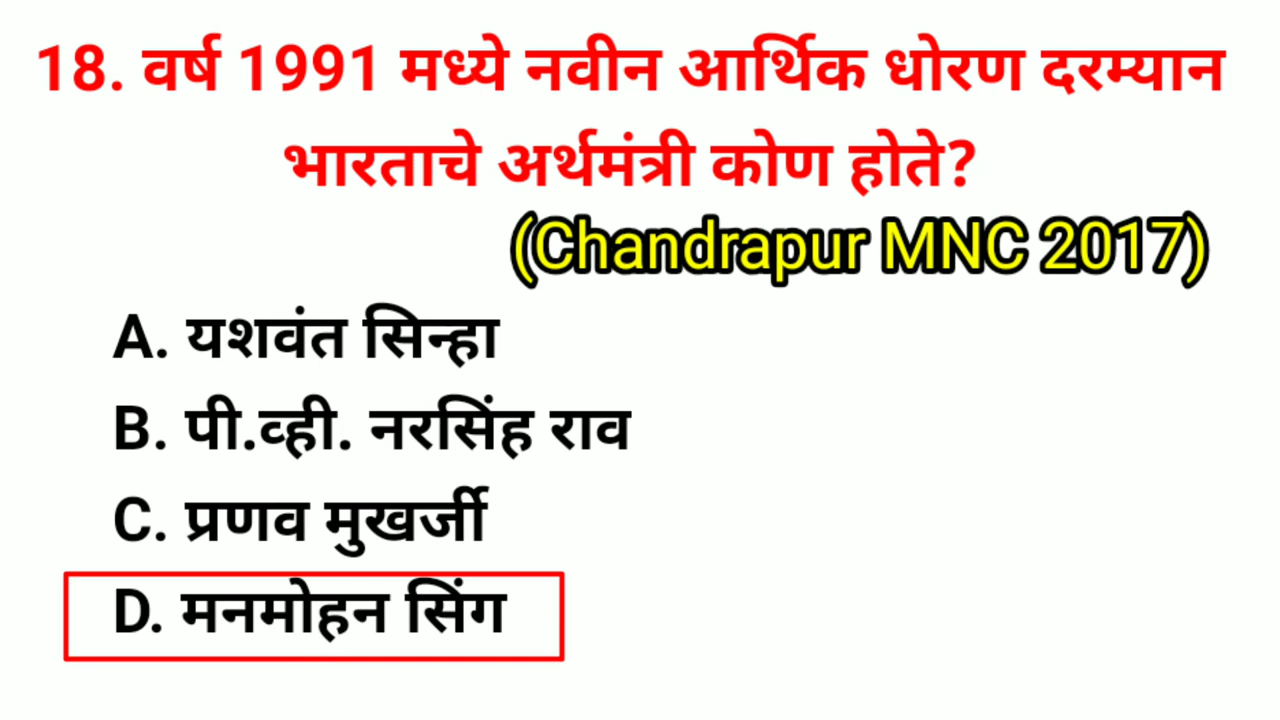 18. वर्ष 1991 मध्ये नवीन आर्थिक धोरण दरम्यान
भारताचे अर्थमंत्री कोण होते?
(Chandrapur MNC 2017)
A. यशवंत सिन्हा
B. पी.व्ही. नरसिंह राव
C. प्रणव मुखर्जी
D. मनमोहन सिंग